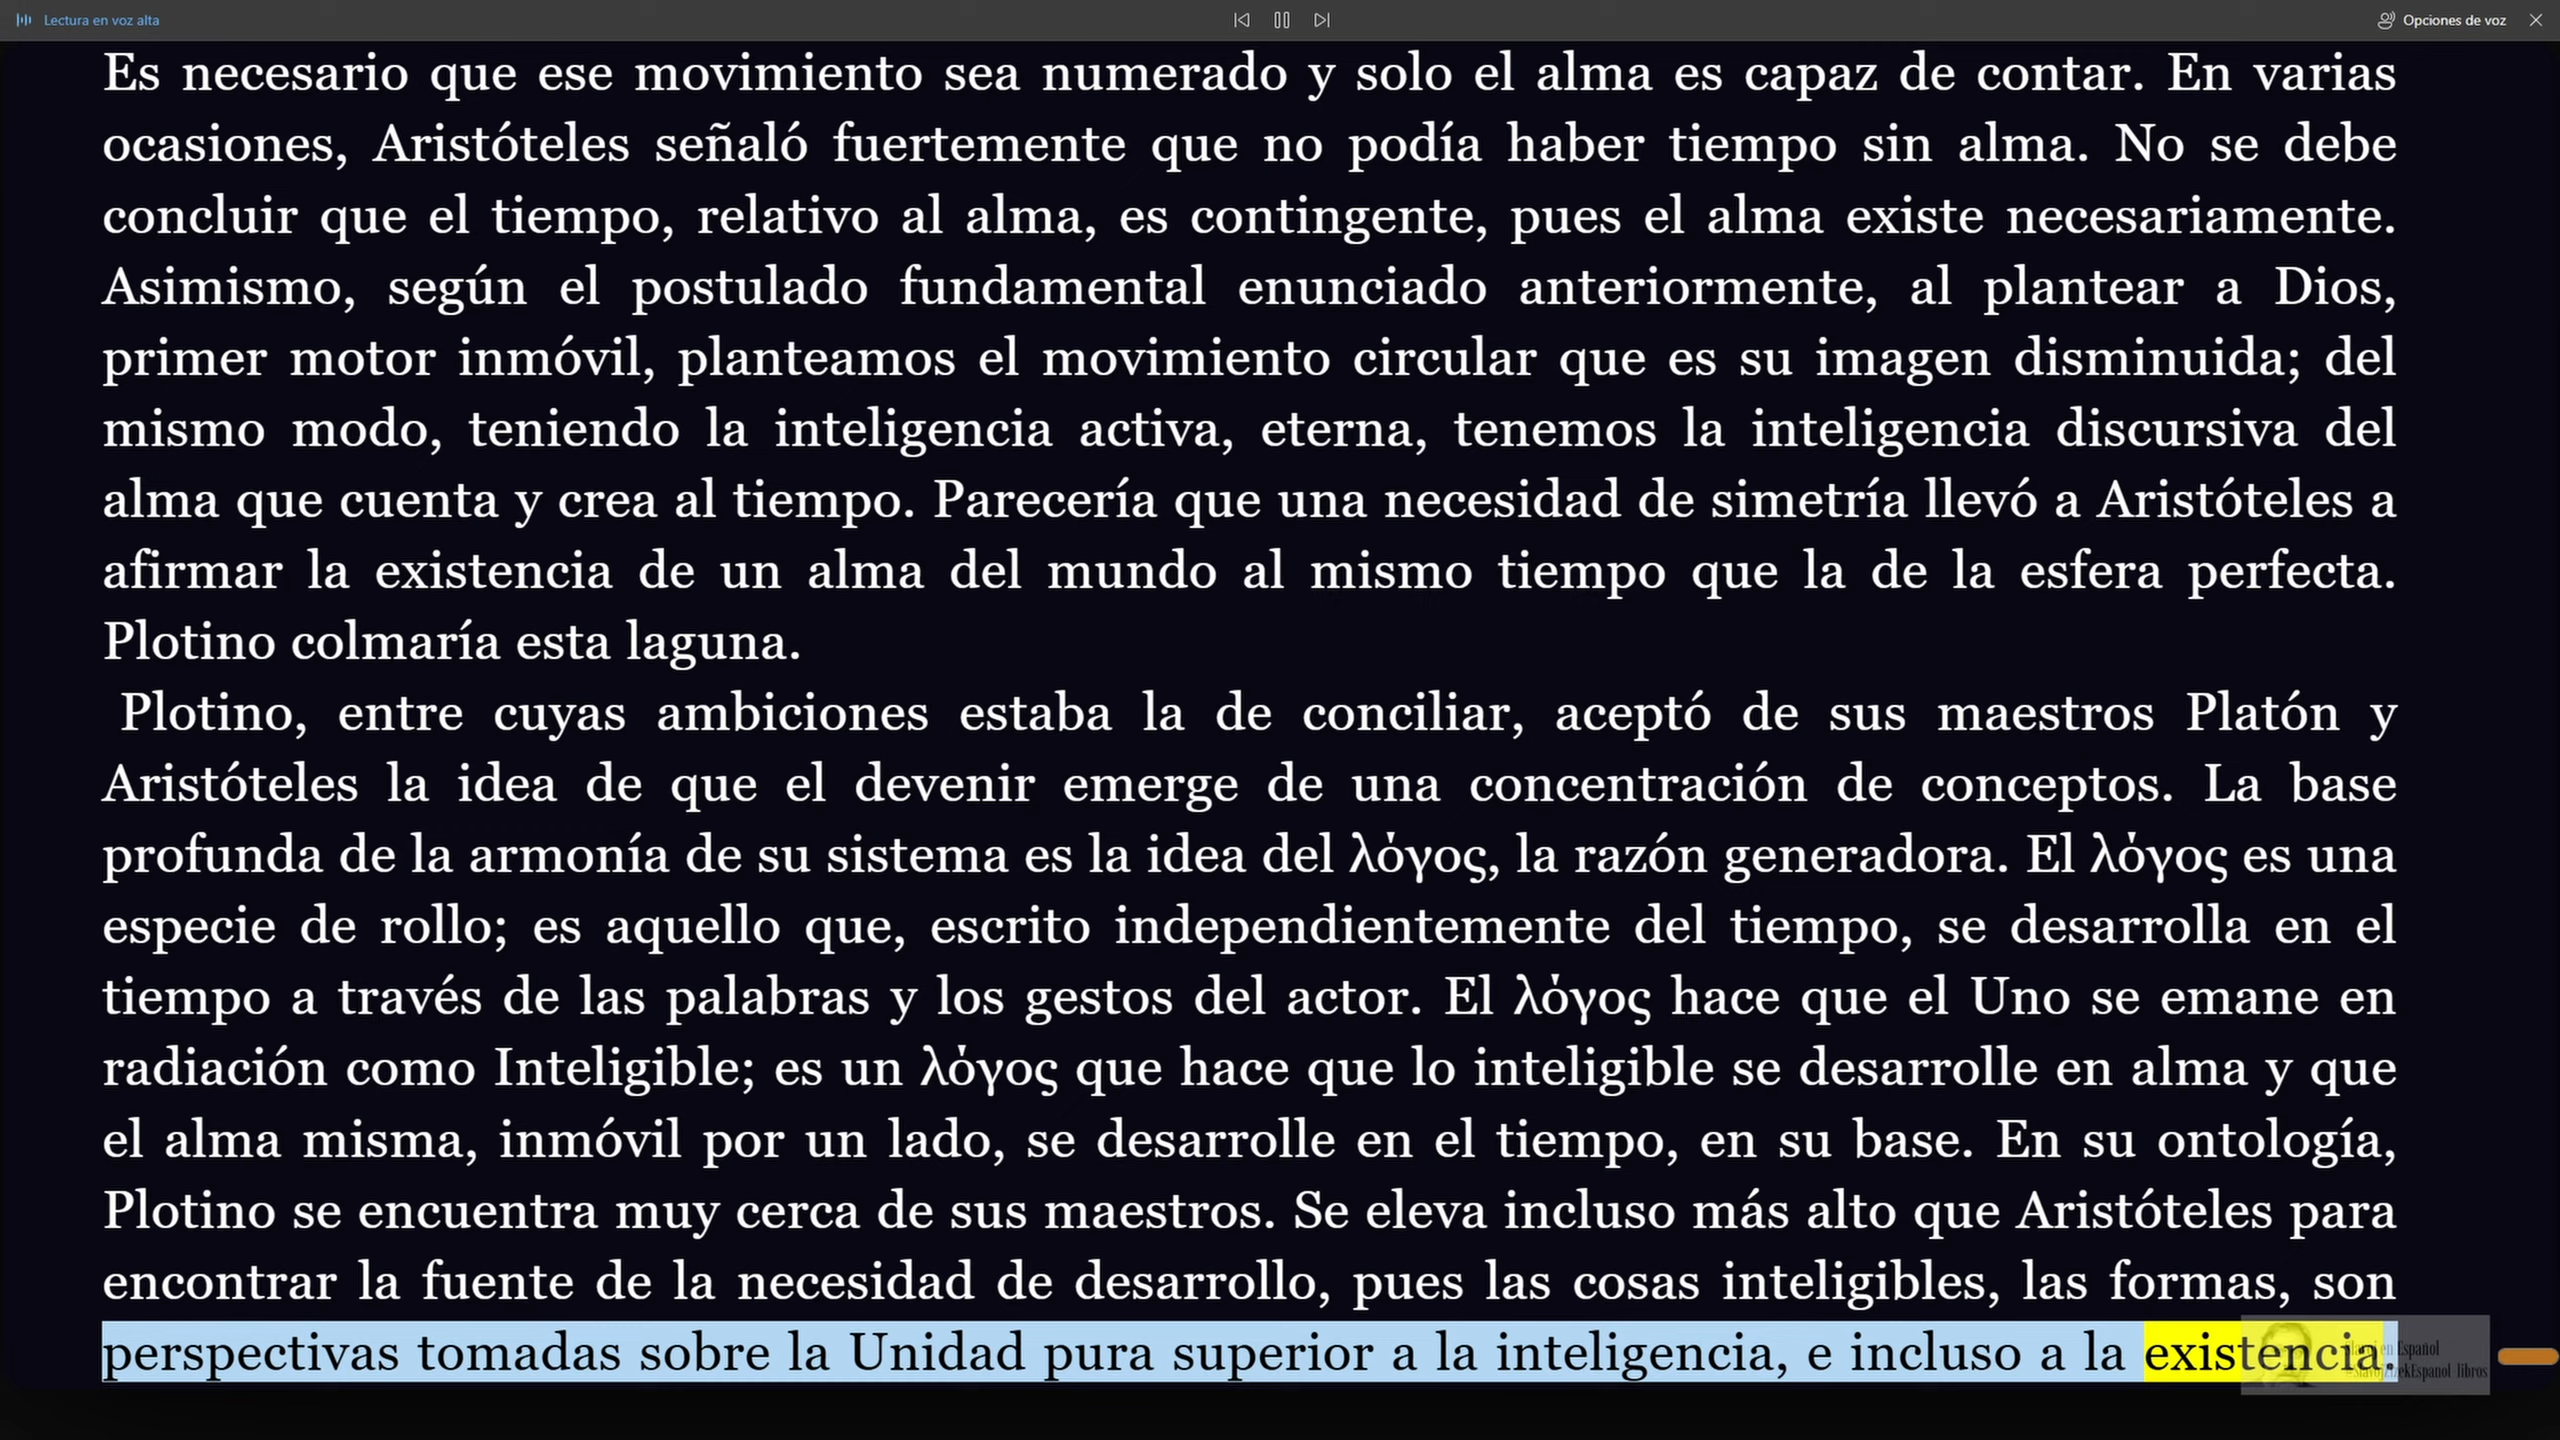 Lectura en voz alta
Opciones de voz
Es necesario que ese movimiento sea numerado y solo el alma es capaz de contar. En varias
ocasiones, Aristóteles señaló fuertemente que no podía haber tiempo sin alma. No se debe
concluir que el tiempo, relativo al alma, es contingente, pues el alma existe necesariamente.
Asimismo, según el postulado fundamental enunciado anteriormente, al plantear a Dios,
primer motor inmóvil, planteamos el movimiento circular que es su imagen disminuida; del
mismo modo, teniendo la inteligencia activa, eterna, tenemos la inteligencia discursiva del
alma que cuenta y crea al tiempo. Parecería que una necesidad de simetría llevó a Aristóteles a
afirmar la existencia de un alma del mundo al mismo tiempo que la de la esfera perfecta.
Plotino colmaría esta laguna.
Plotino, entre cuyas ambiciones estaba la de conciliar, aceptó de sus maestros Platón y
Aristóteles la idea de que el devenir emerge de una concentración de conceptos. La base
profunda de la armonía de su sistema es la idea del λὁγος, la razón generadora. El λὁγος es una
especie de rollo; es aquello que, escrito independientemente del tiempo, se desarrolla en el
tiempo a través de las palabras y los gestos del actor. El λὁγος hace que el Uno se emane en
radiación como Inteligible; es un λὁγος que hace que lo inteligible se desarrolle en alma y que
el alma misma, inmóvil por un lado, se desarrolle en el tiempo, en su base. En su ontología,
Plotino se encuentra muy cerca de sus maestros. Se eleva incluso más alto que Aristóteles para
encontrar la fuente de la necesidad de desarrollo, pues las cosas inteligibles, las formas, son
perspectivas tomadas sobre la Unidad pura superior a la inteligencia, e incluso a la existencia.
en Español
libros